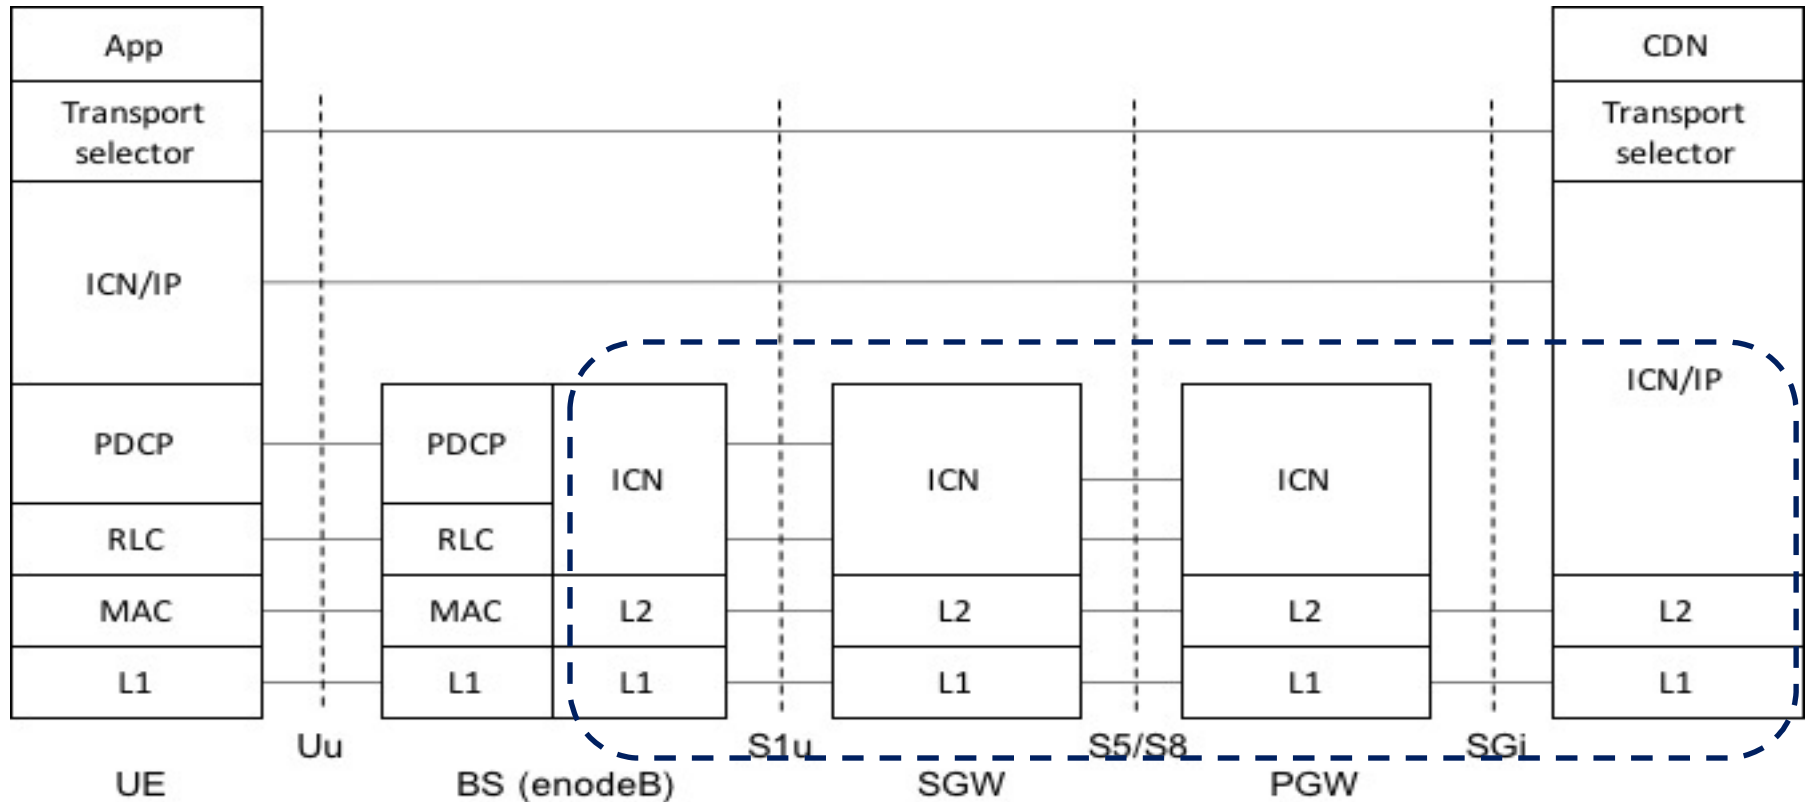 App
Transport
selector
ICN/IP
PDCP
RLC
MAC
L1
UE
Uu
PDCP
RLC
MAC
L1
ICN
L2
L1
BS (enodeB)
S1u
ICN
L2
L1
SGW
S5/S8
ICN
L2
L1
PGW
SGi
CDN
Transport
selector
ICN/IP
L2
L1